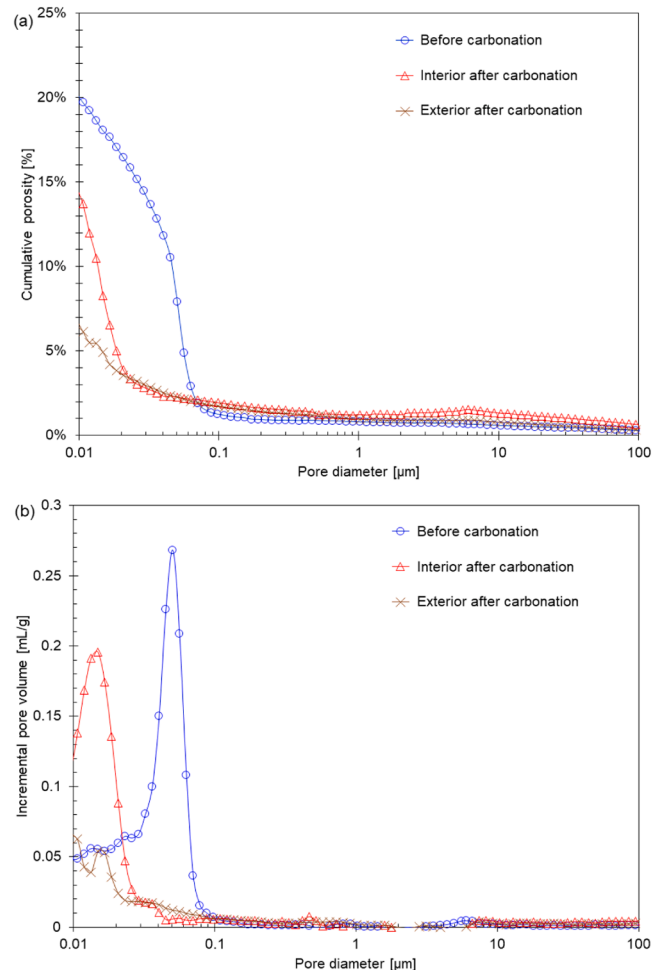 (a)
25%
20%
15%
10%
5%
0%
Cumulative porosity [%]
Before carbonation
Interior after carbonation
Exterior after carbonation
0.01 0.1 1 10 100
Pore diameter [µm]
(b)
0.3
0.25
0.2
0.15
0.1
0.05
0
Incremental pore volume [mL/g]
Before carbonation
Interior after carbonation
Exterior after carbonation
0.01 0.1 1 10 100
Pore diameter [µm]